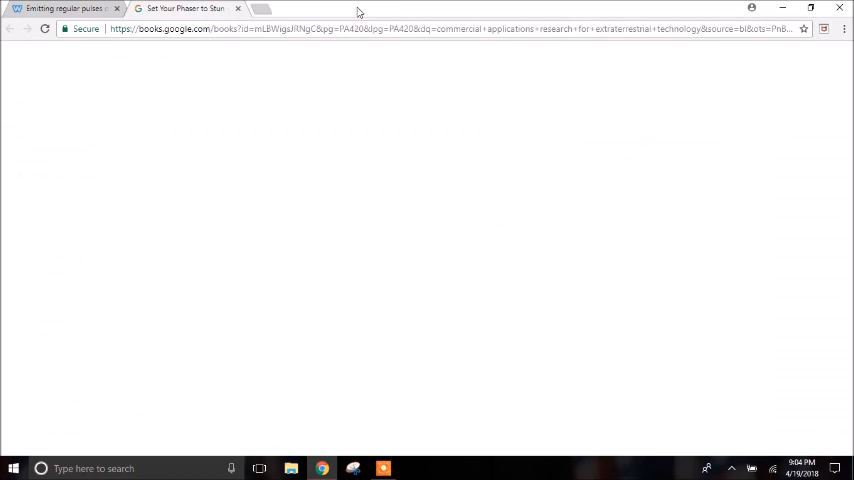 Emitting regular pulses o
Set Your Phaser to Stun
Secure
https://books.google.com/books?id=mLBWigsJRNgC&pg=PA420&lpg=PA420&dq=commercial+applications+research+for+extraterrestrial+technology&source=bl&ots=PnB...
Type here to search
9:04 PM
4/19/2018